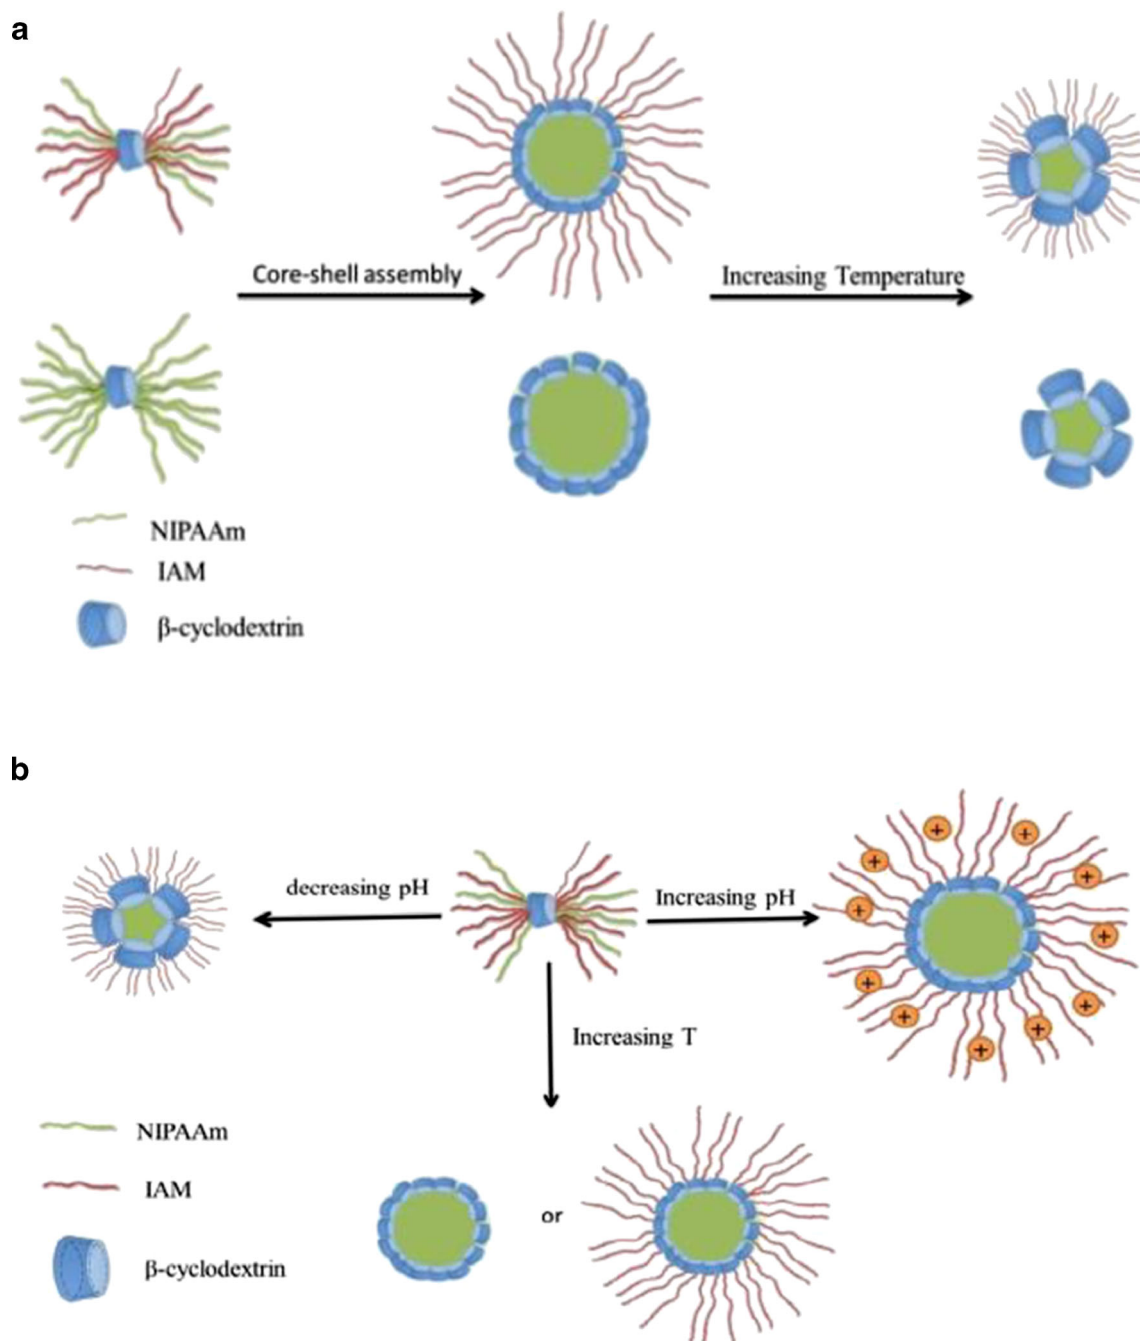 a
Core-shell assembly
Increasing Temperature
NIPAAm
IAM
β-cyclodextrin
b
decreasing pH
Increasing pH
+
+
+
+
+
+
+
+
+
+
+
Increasing T
NIPAAm
IAM
or
β-cyclodextrin